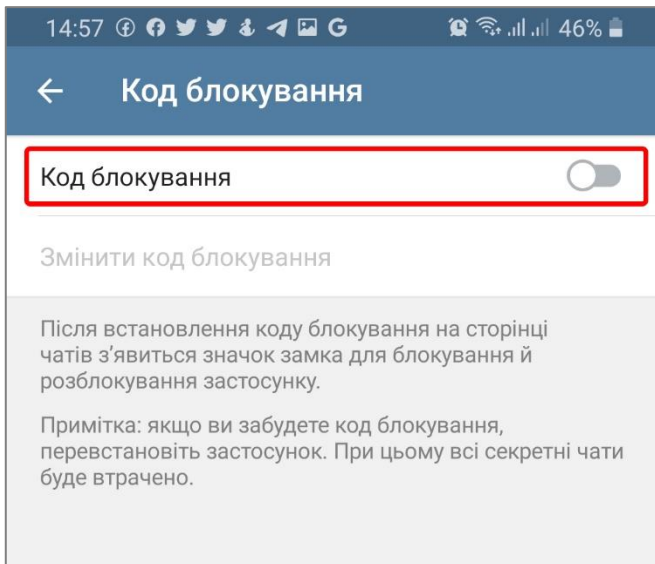 14:57 46%
Код блокування
Код блокування
Змінити код блокування
Після встановлення коду блокування на сторінці
чатів з’явиться значок замка для блокування й
розблокування застосунку.
Примітка: якщо ви забудете код блокування,
перевстановіть застосунок. При цьому всі секретні чати
буде втрачено.